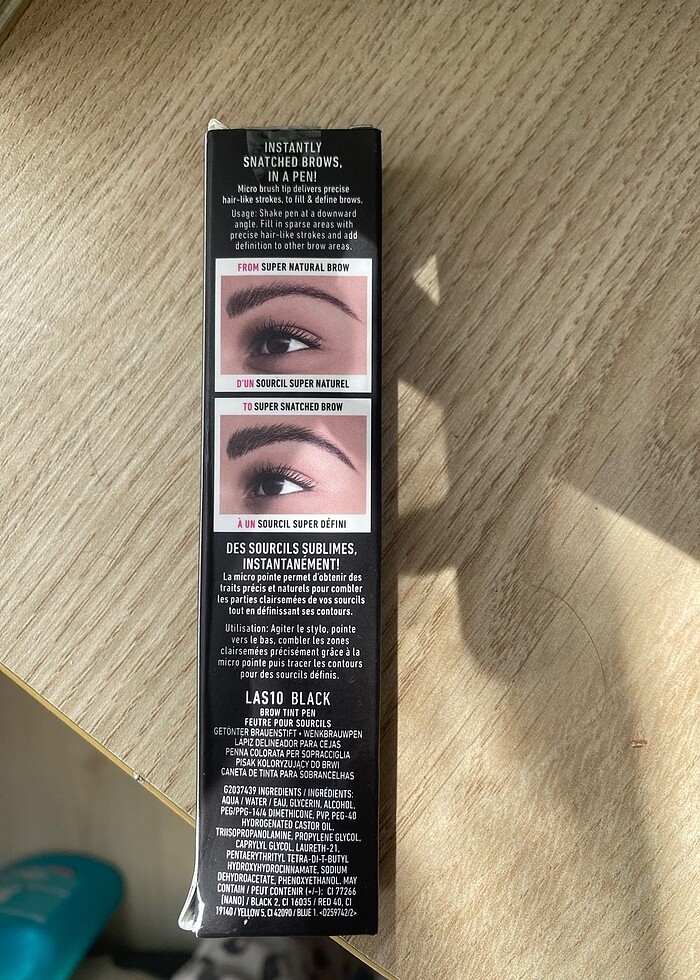 INSTANTLY
SNATCHED BROWS,
IN A PEN!
Micro brush tip delivers precise
hair-like strokes, to fill & define brows.
Usage: Shake pen at a downward
angle. Fill in sparse areas with
precise hair-like strokes and add
definition to other brow areas.
FROM SUPER NATURAL BROW
D'UN SOURCIL SUPER NATUREL
TO SUPER SNATCHED BROW
À UN SOURCIL SUPER DÉFINI
DES SOURCILS SUBLIMES,
INSTANTANÉMENT!
La micro pointe permet d'obtenir des
traits précis et naturels pour combler
les parties clairsemées de vos sourcils
tout en définissant ses contours.
Utilisation: Agiter le stylo, pointe
vers le bas, combler les zones
clairsemées précisément grâce à la
micro pointe puis tracer les contours
pour des sourcils définis.
LAS10 BLACK
BROW TINT PEN
FEUTRE POUR SOURCILS
GETÖNTER BRAUENSTIFT • WENKBRAUWPEN
LÁPIZ DELINEADOR PARA CEJAS
PENNA COLORATA PER SOPRACCIGLIA
PISAK KOLORYZUJĄCY DO BRWI
CANETA DE TINTA PARA SOBRANCELHAS
G2037439 INGREDIENTS / INGRÉDIENTS:
AQUA / WATER / EAU, GLYCERIN, ALCOHOL,
PEG/PPG-14/4 DIMETHICONE, PVP, PEG-40
HYDROGENATED CASTOR OIL,
TRIISOPROPANOLAMINE, PROPYLENE GLYCOL,
CAPRYLYL GLYCOL, LAURETH-21,
PENTAERYTHRITYL TETRA-DI-T-BUTYL
HYDROXYHYDROCINNAMATE, SODIUM
DEHYDROACETATE, PHENOXYETHANOL. MAY
CONTAIN / PEUT CONTENIR (+/-): CI 77266
[NANO] / BLACK 2, CI 16035 / RED 40, CI
19140 / YELLOW 5, CI 42090 / BLUE 1. <0259742/2>